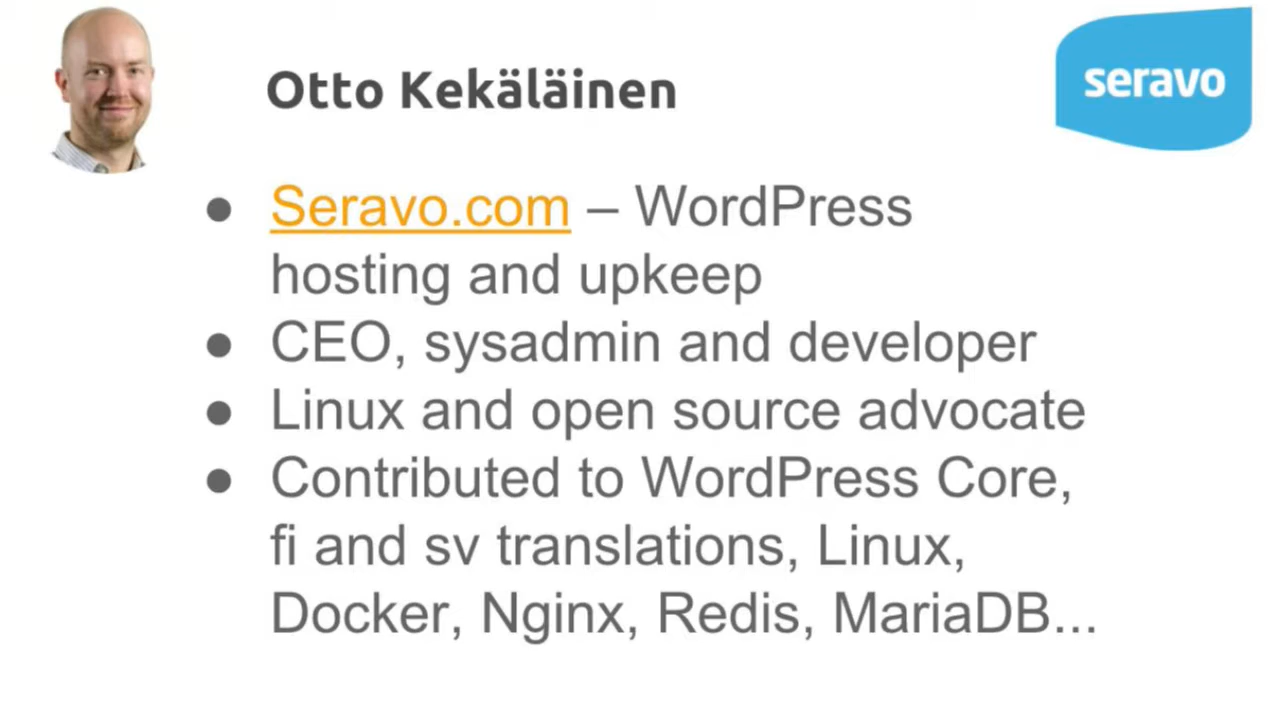 Otto Kekäläinen
seravo
● Seravo.com – WordPress
hosting and upkeep
● CEO, sysadmin and developer
● Linux and open source advocate
● Contributed to WordPress Core,
fi and sv translations, Linux,
Docker, Nginx, Redis, MariaDB...